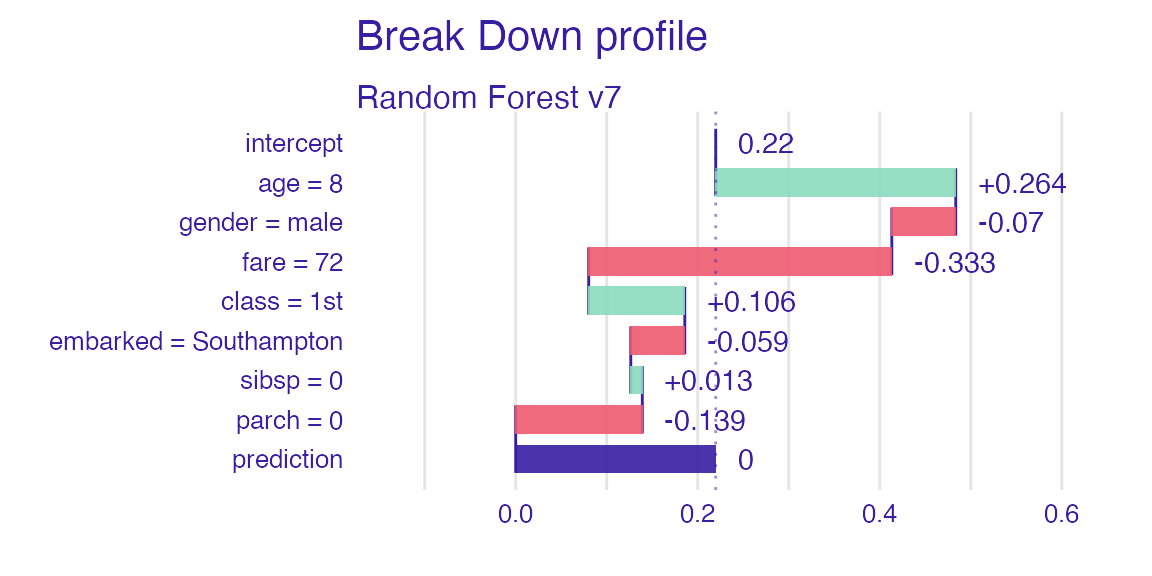 Break Down profile
Random Forest v7
intercept 0.22
age = 8 +0.264
gender = male -0.07
fare = 72 -0.333
class = 1st +0.106
embarked = Southampton -0.059
sibsp = 0 +0.013
parch = 0 -0.139
prediction 0
0.0 0.2 0.4 0.6